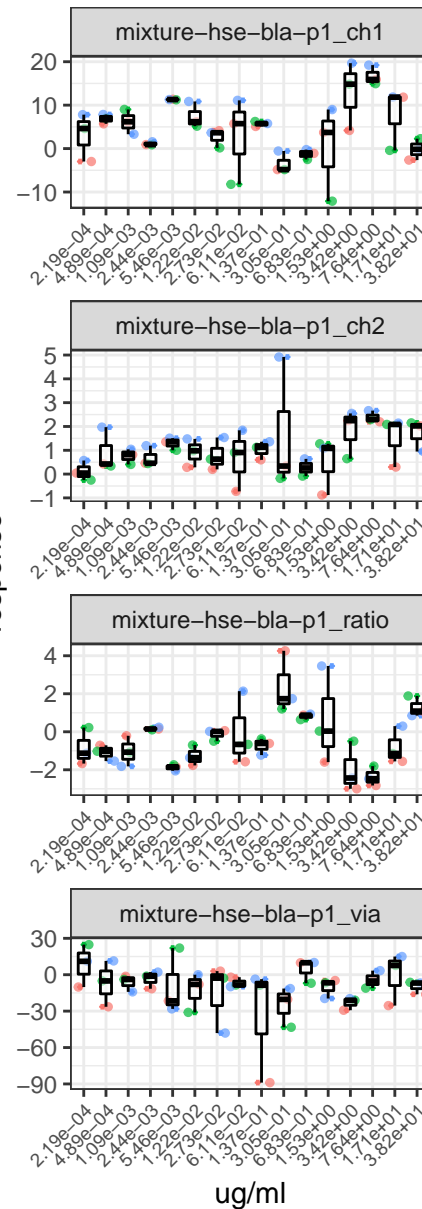 mixture-hse-bla-p1_ch1
20
10
0
−10
2.19e−04
4.89e−04
1.09e−03
2.44e−03
5.46e−03
1.22e−02
2.73e−02
6.11e−02
1.37e−01
3.05e−01
6.83e−01
1.53e+00
3.42e+00
7.64e+00
1.71e+01
3.82e+01
mixture-hse-bla-p1_ch2
5
4
3
2
1
0
−1
2.19e−04
4.89e−04
1.09e−03
2.44e−03
5.46e−03
1.22e−02
2.73e−02
6.11e−02
1.37e−01
3.05e−01
6.83e−01
1.53e+00
3.42e+00
7.64e+00
1.71e+01
3.82e+01
mixture-hse-bla-p1_ratio
4
2
0
−2
2.19e−04
4.89e−04
1.09e−03
2.44e−03
5.46e−03
1.22e−02
2.73e−02
6.11e−02
1.37e−01
3.05e−01
6.83e−01
1.53e+00
3.42e+00
7.64e+00
1.71e+01
3.82e+01
mixture-hse-bla-p1_via
30
0
−30
−60
−90
2.19e−04
4.89e−04
1.09e−03
2.44e−03
5.46e−03
1.22e−02
2.73e−02
6.11e−02
1.37e−01
3.05e−01
6.83e−01
1.53e+00
3.42e+00
7.64e+00
1.71e+01
3.82e+01
ug/ml